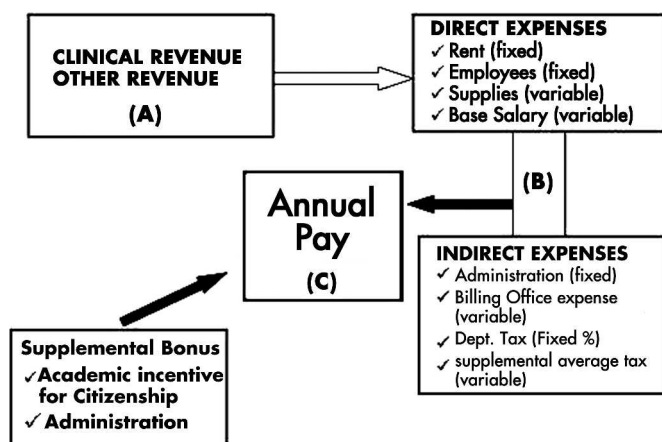 CLINICAL REVENUE
OTHER REVENUE
(A)
DIRECT EXPENSES
✓ Rent (fixed)
✓ Employees (fixed)
✓ Supplies (variable)
✓ Base Salary (variable)
(B)
Annual
Pay
(C)
INDIRECT EXPENSES
✓ Administration (fixed)
✓ Billing Office expense
(variable)
✓ Dept. Tax (Fixed %)
✓ supplemental average tax
(variable)
Supplemental Bonus
✓ Academic incentive
for Citizenship
✓ Administration